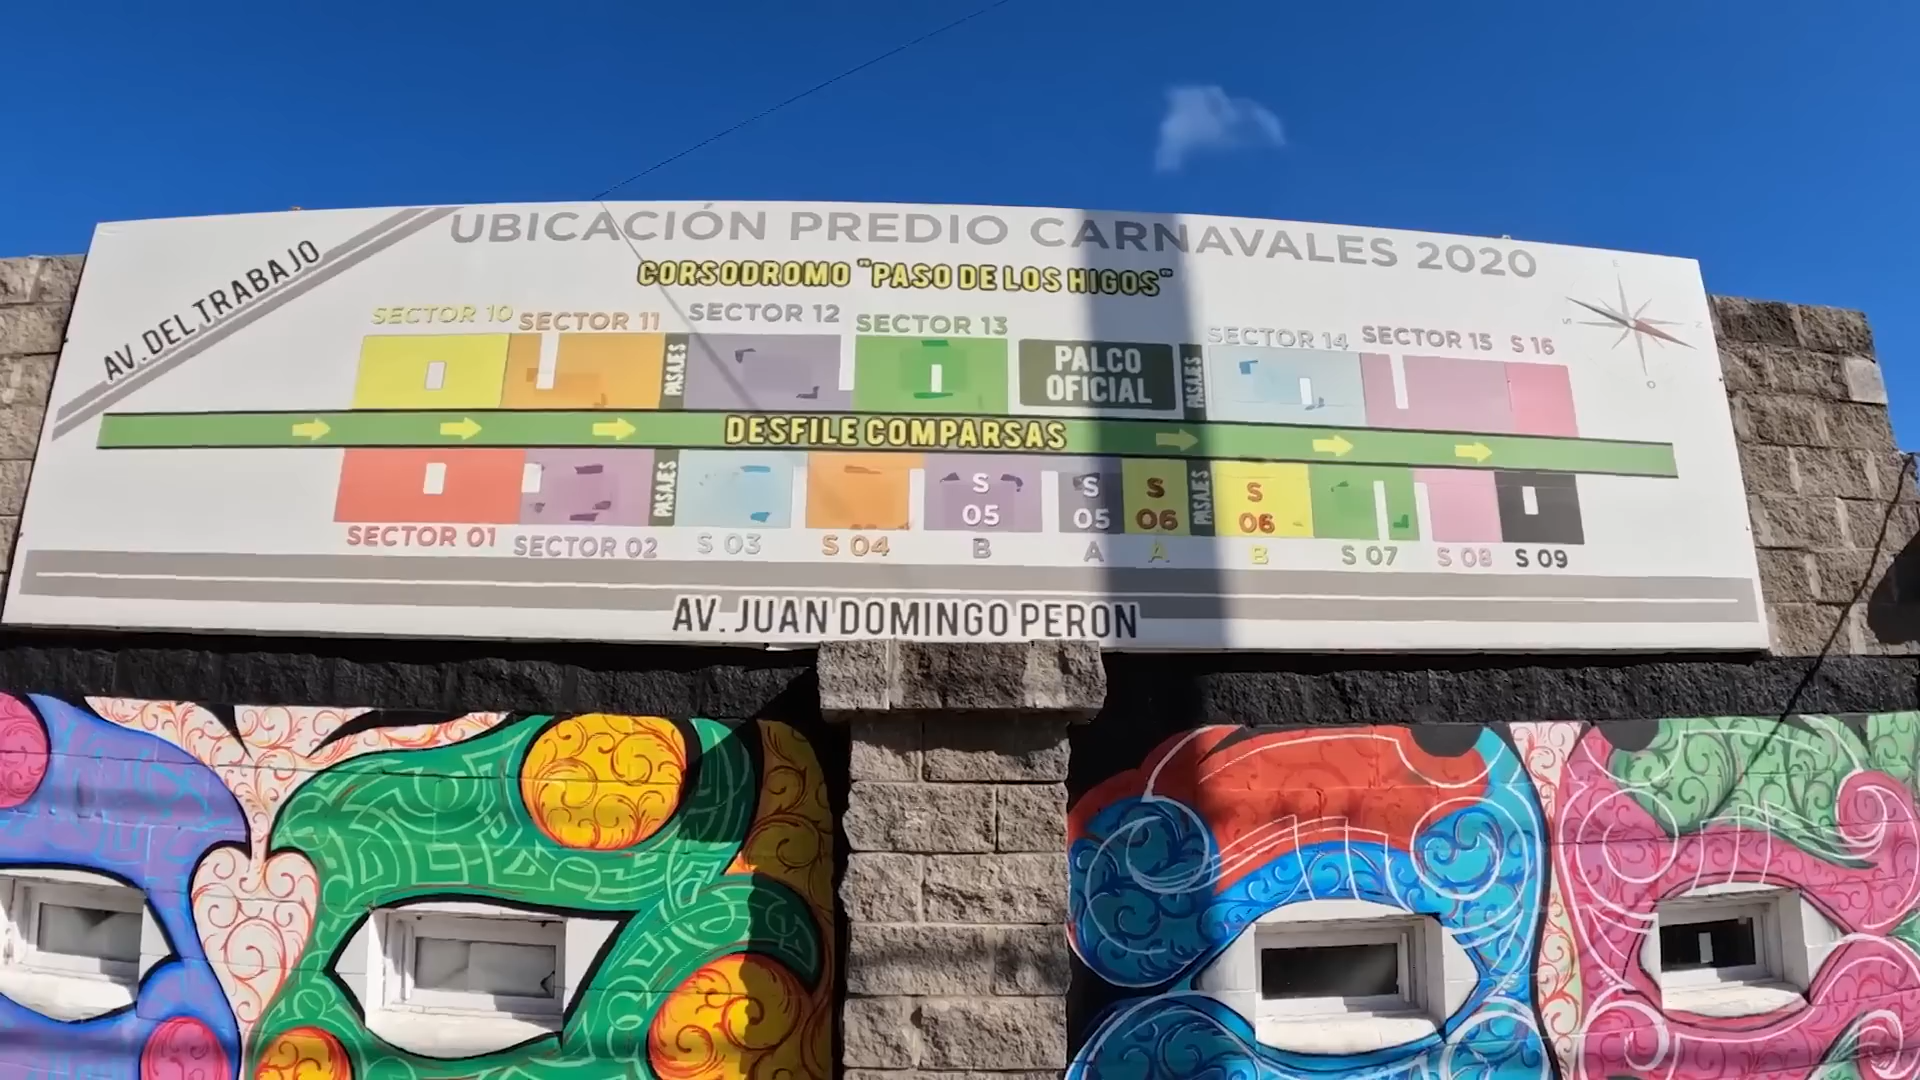 UBICACIÓN PREDIO CARNAVALES 2020
CORSODROMO "PASO DE LOS HIGOS"
AV. DEL TRABAJO
SECTOR 10 SECTOR 11 SECTOR 12 SECTOR 13 SECTOR 14 SECTOR 15 S 16
PASAJES
PALCO
OFICIAL
PASAJES
DESFILE COMPARSAS
PASAJES
S
05
B
S
05
A
S
06
A
PASAJES
S
06
B
SECTOR 01 SECTOR 02 S 03 S 04 S 07 S 08 S 09
AV. JUAN DOMINGO PERON
S
O